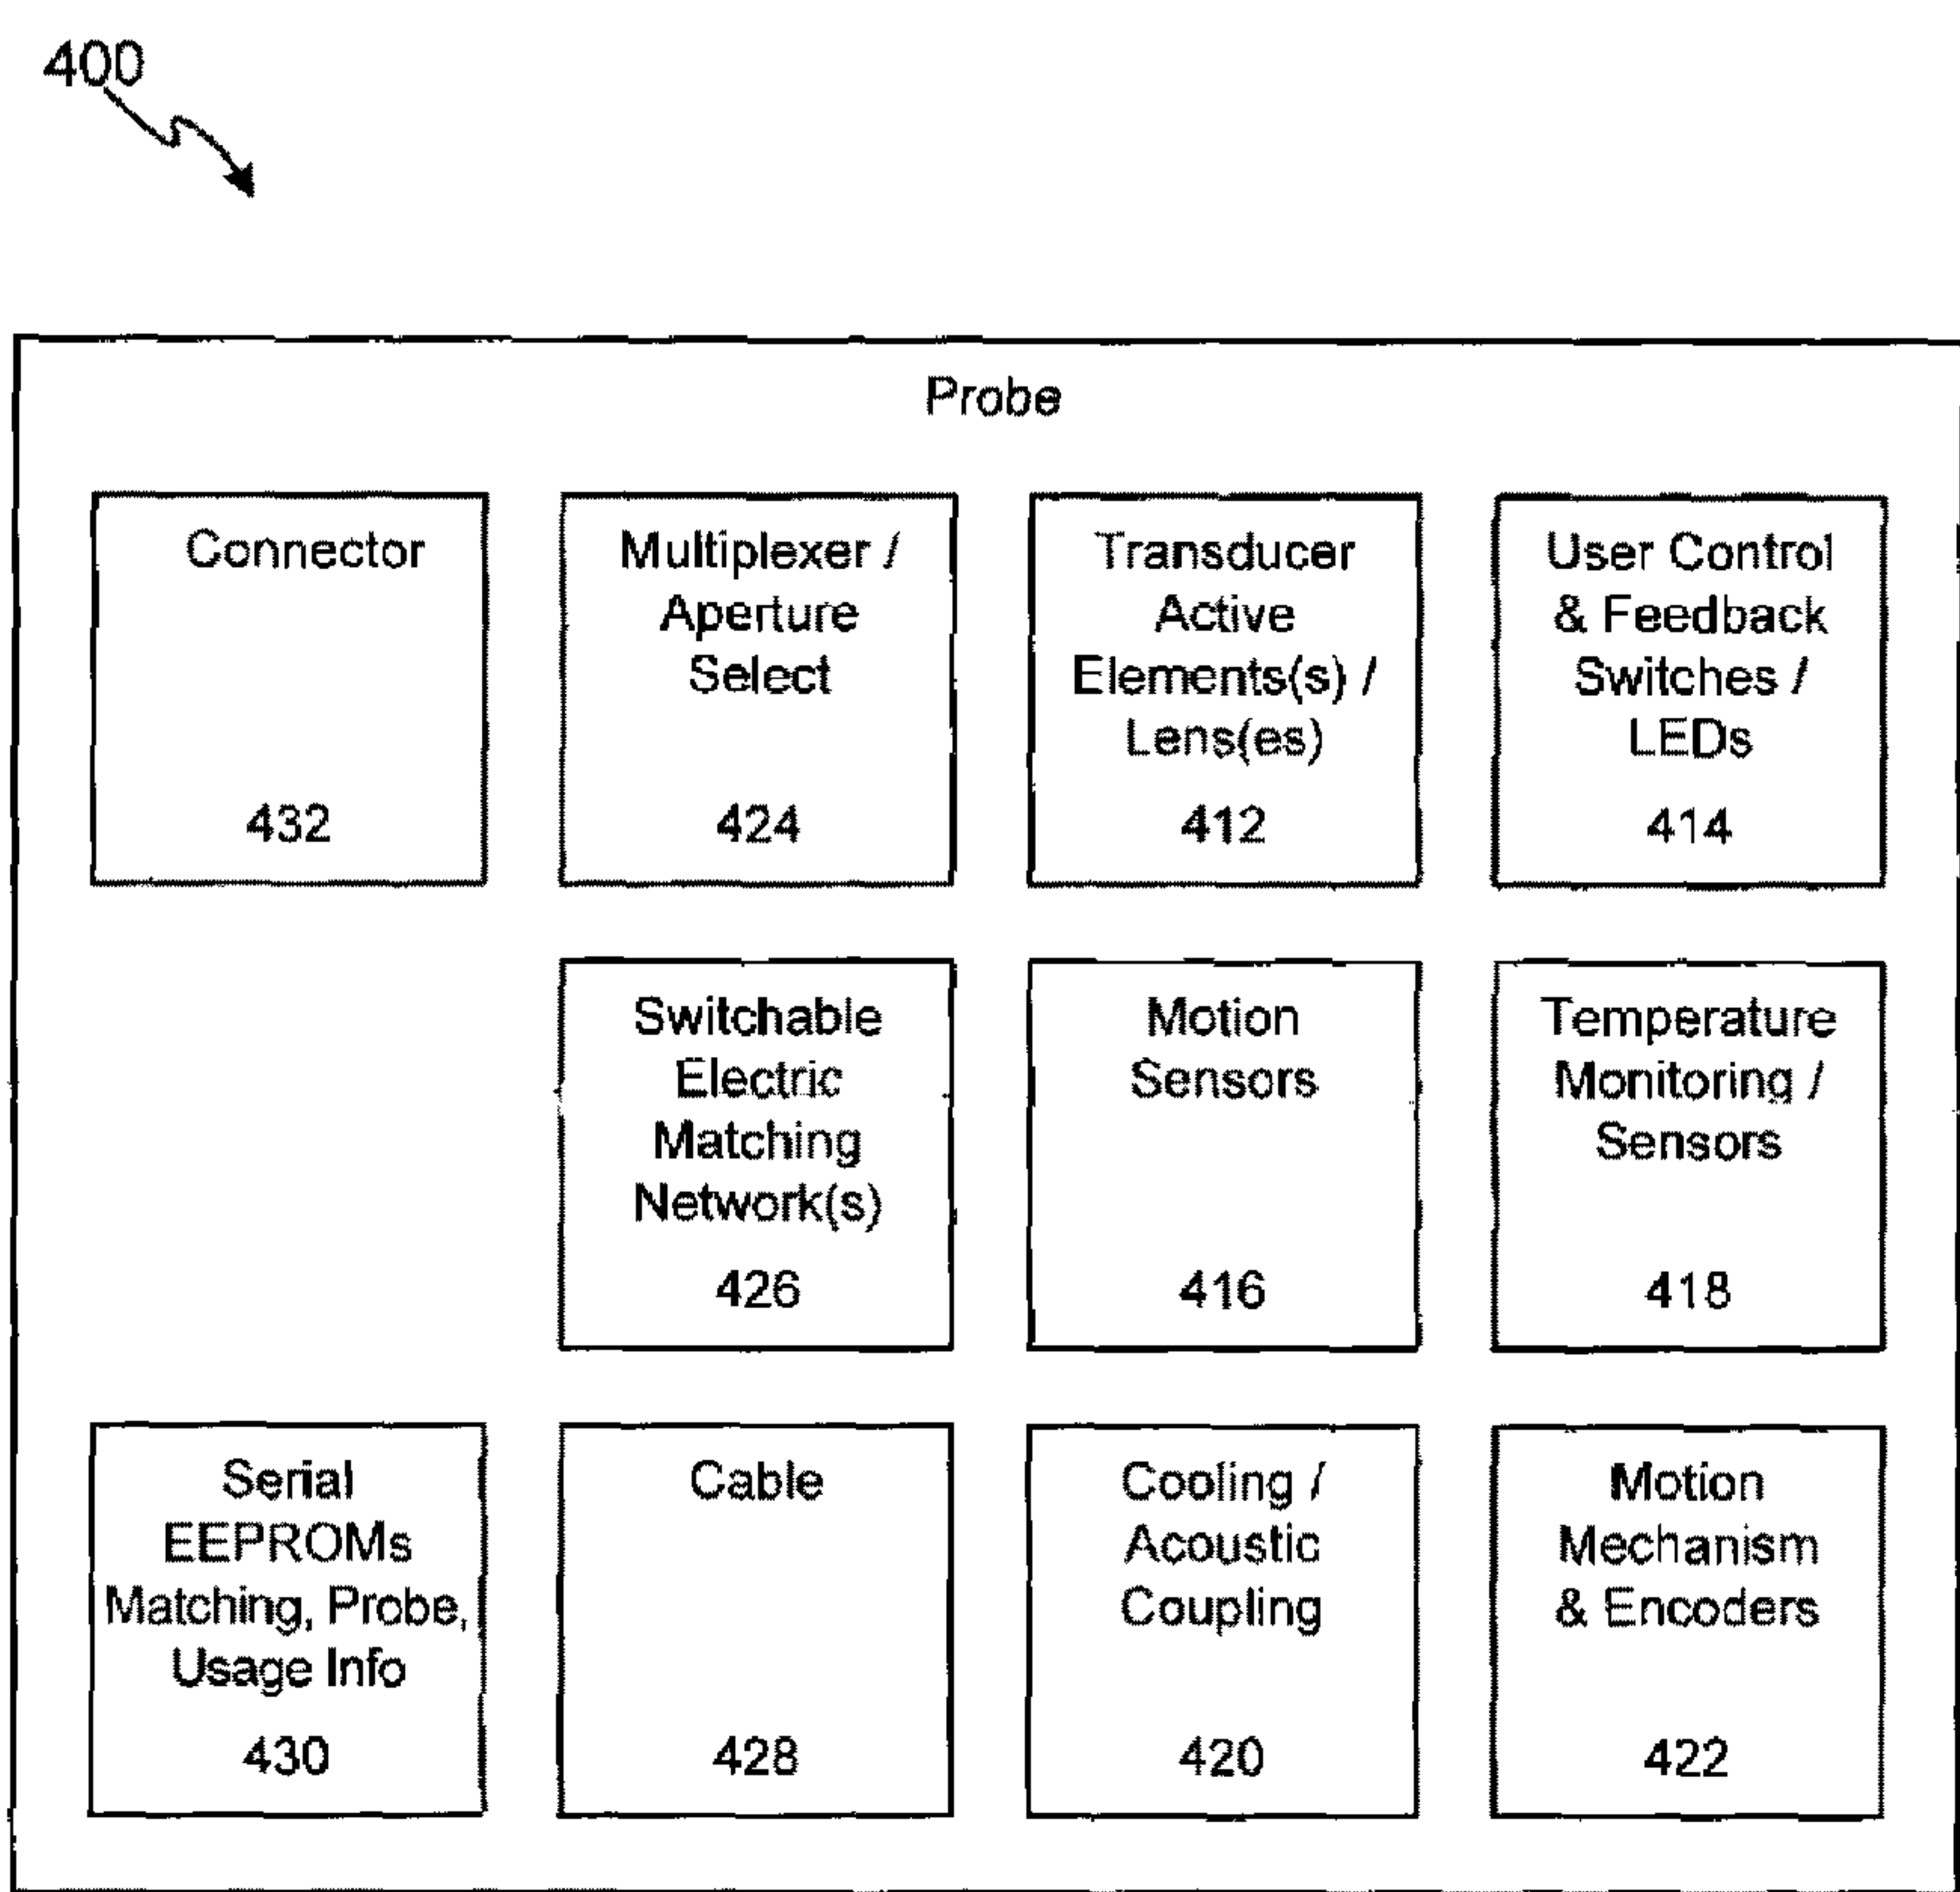 400
Probe
Connector
432
Multiplexer /
Aperture
Select
424
Transducer
Active
Elements(s) /
Lens(es)
412
User Control
& Feedback
Switches /
LEDs
414
Switchable
Electric
Matching
Network(s)
426
Motion
Sensors
416
Temperature
Monitoring /
Sensors
418
Serial
EEPROMs
Matching, Probe,
Usage Info
430
Cable
428
Cooling /
Acoustic
Coupling
420
Motion
Mechanism
& Encoders
422